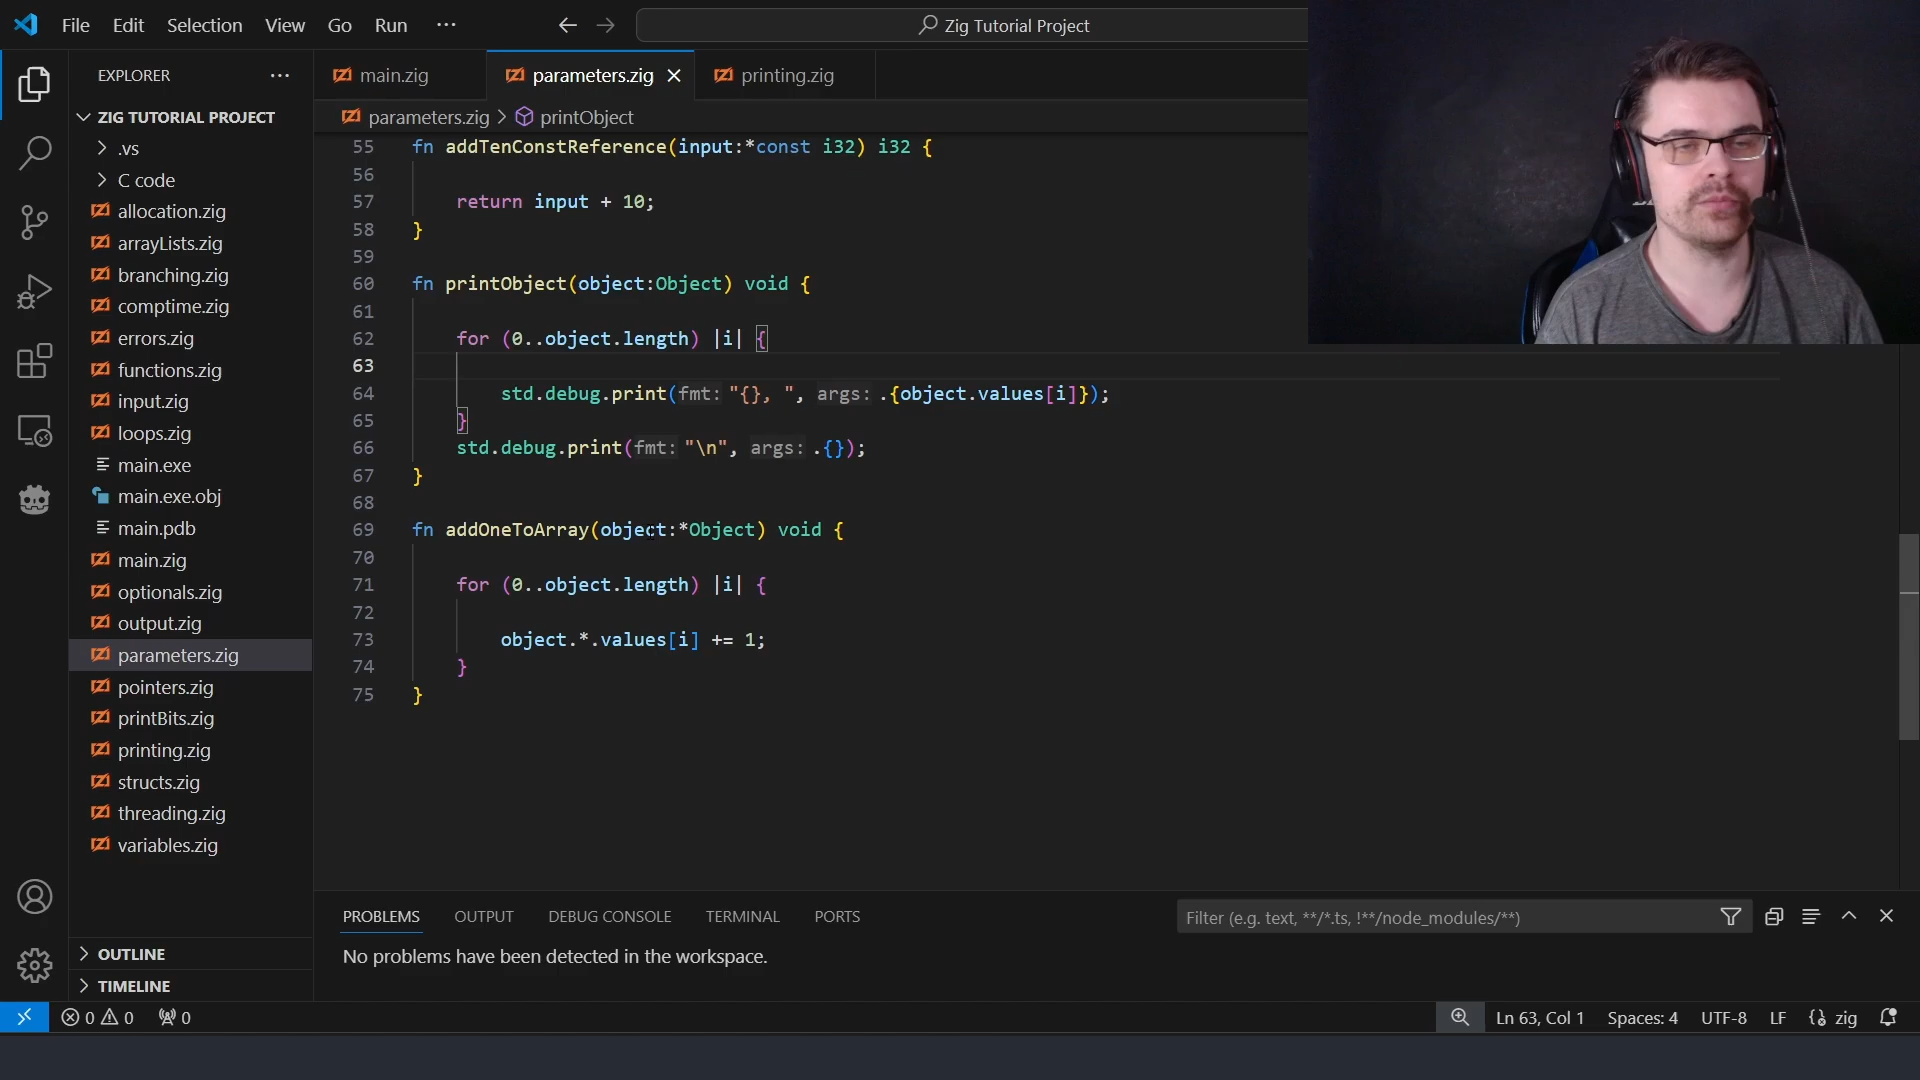 File Edit Selection View Go Run ···
Zig Tutorial Project
EXPLORER ···
main.zig parameters.zig printing.zig
ZIG TUTORIAL PROJECT
parameters.zig > printObject
.vs
C code
allocation.zig
arrayLists.zig
branching.zig
comptime.zig
errors.zig
functions.zig
input.zig
loops.zig
main.exe
main.exe.obj
main.pdb
main.zig
optionals.zig
output.zig
parameters.zig
pointers.zig
printBits.zig
printing.zig
structs.zig
threading.zig
variables.zig
OUTLINE
TIMELINE
55 fn addTenConstReference(input:*const i32) i32 {
56
57 return input + 10;
58 }
59
60 fn printObject(object:Object) void {
61
62 for (0..object.length) |i| {
63
64 std.debug.print(fmt: "{}, ", args: .{object.values[i]});
65 }
66 std.debug.print(fmt: "\n", args: .{});
67 }
68
69 fn addOneToArray(object:*Object) void {
70
71 for (0..object.length) |i| {
72
73 object.*.values[i] += 1;
74 }
75 }
PROBLEMS OUTPUT DEBUG CONSOLE TERMINAL PORTS
Filter (e.g. text, **/*.ts, !**/node_modules/**)
No problems have been detected in the workspace.
0 0 0
Ln 63, Col 1 Spaces: 4 UTF-8 LF zig